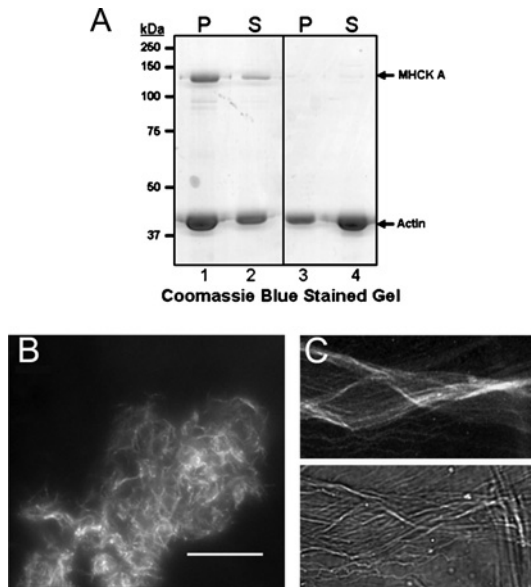 A
kDa
P S P S
250
150
MHCK A
100
75
50
Actin
37
1 2 3 4
Coomassie Blue Stained Gel
B
C